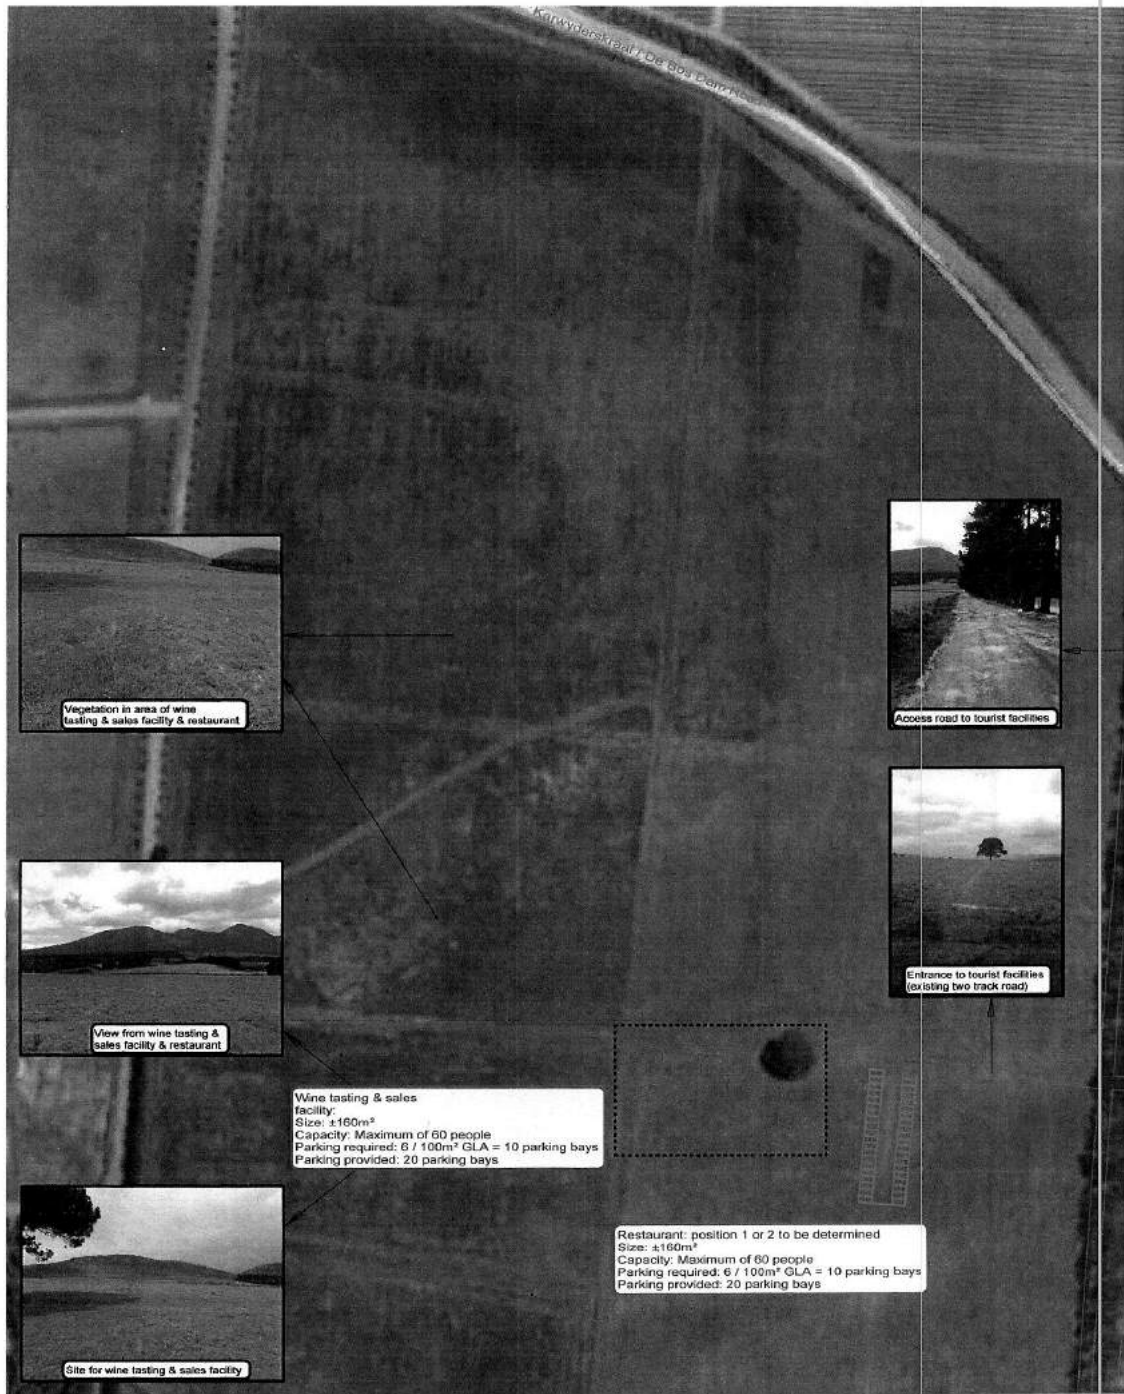 Karwyderskraal / De Bos Dam Road
Vegetation in area of wine
tasting & sales facility & restaurant
Access road to tourist facilities
View from wine tasting &
sales facility & restaurant
Entrance to tourist facilities
(existing two track road)
Wine tasting & sales
facility:
Size: ±160m²
Capacity: Maximum of 60 people
Parking required: 6 / 100m² GLA = 10 parking bays
Parking provided: 20 parking bays
Restaurant: position 1 or 2 to be determined
Size: ±160m²
Capacity: Maximum of 60 people
Parking required: 6 / 100m² GLA = 10 parking bays
Parking provided: 20 parking bays
Site for wine tasting & sales facility